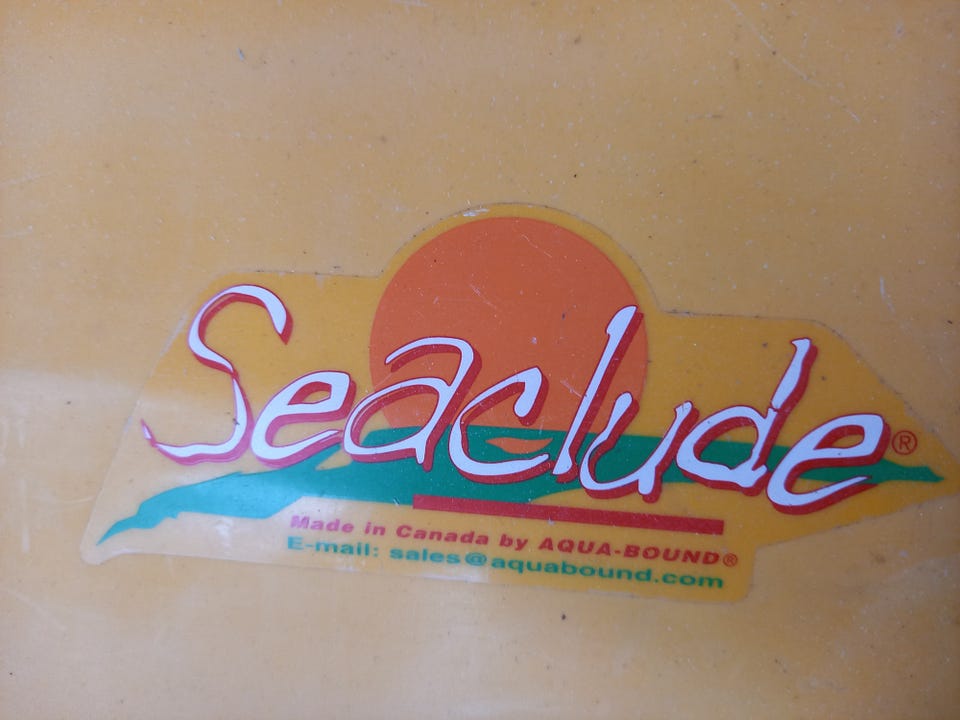 Seaclude®
Made in Canada by AQUA-BOUND®
E-mail: sales@aquabound.com